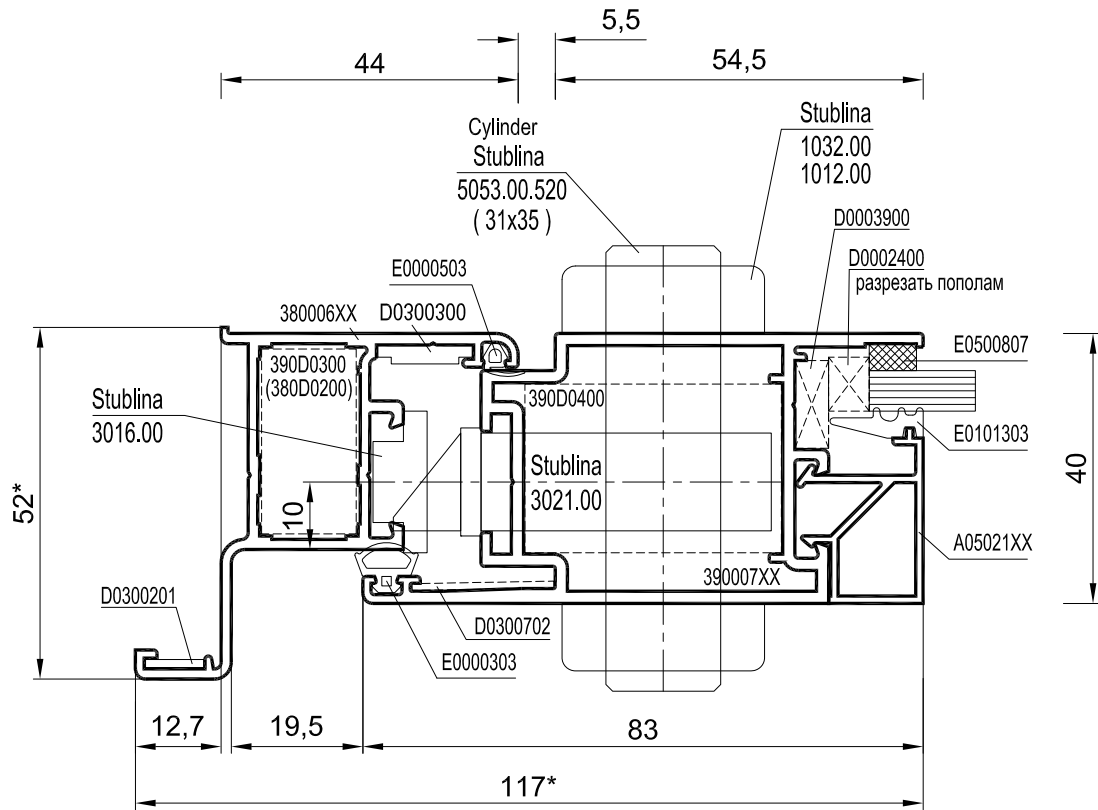 5,5
44
54,5
Cylinder
Stublina
5053.00.520
( 31x35 )
Stublina
1032.00
1012.00
D0003900
D0002400
разрезать пополам
E0000503
380006XX
D0300300
E0500807
390D0300
(380D0200)
390D0400
Stublina
3016.00
E0101303
Stublina
3021.00
52*
10
40
A05021XX
390007XX
D0300201
D0300702
E0000303
12,7
19,5
83
117*